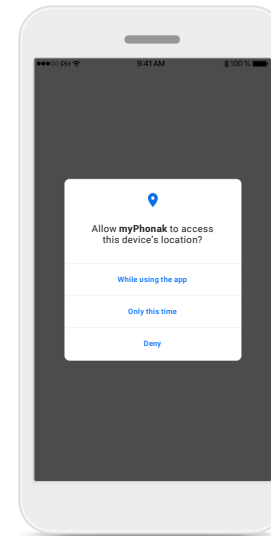 PH 9:41 AM 100 %
Allow myPhonak to access
this device's location?
While using the app
Only this time
Deny